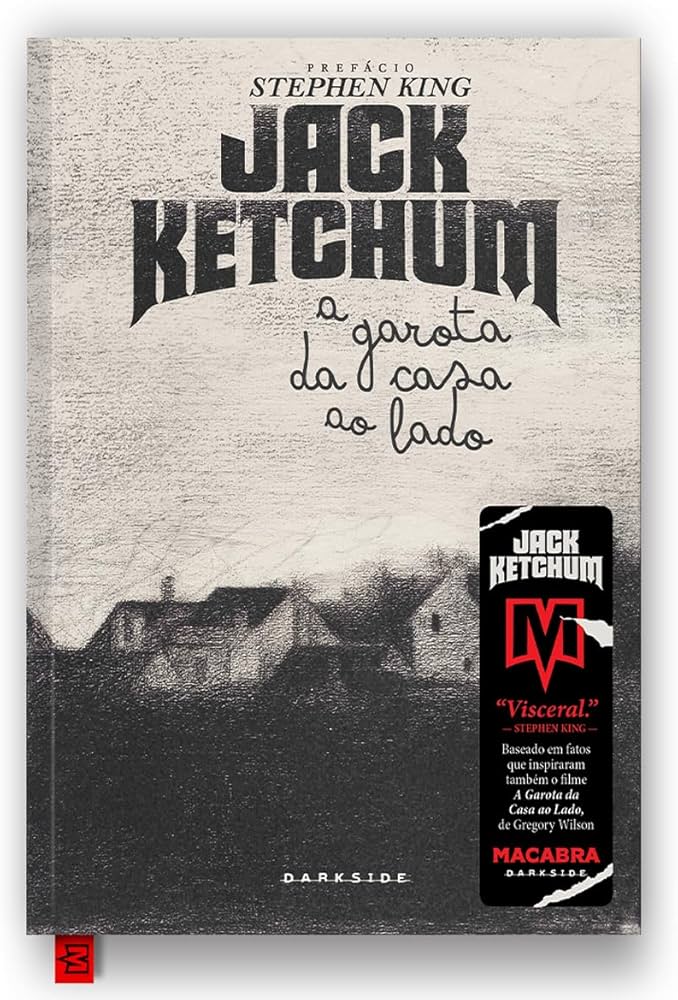 PREFÁCIO
STEPHEN KING
JACK
KETCHUM
a garota
da casa
ao lado
DARKSIDE
JACK
KETCHUM
M
“Visceral.”
— STEPHEN KING —
Baseado em fatos
que inspiraram
também o filme
A Garota da
Casa ao Lado,
de Gregory Wilson
MACABRA
DARKSIDE
M